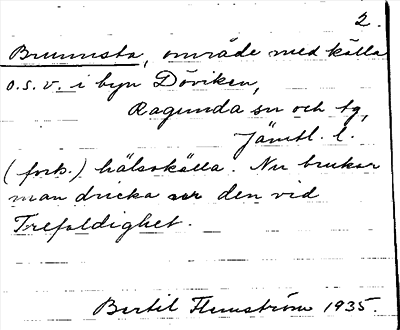 2.
Brunnsta, område med källa
o.s.v. i byn Döviken,
Ragunda sn och tg,
Jämtl. l.
(forb.) hälsokälla. Nu brukar
man dricka ur den vid
Trefaldighet.
Bertil Flemström 1935.